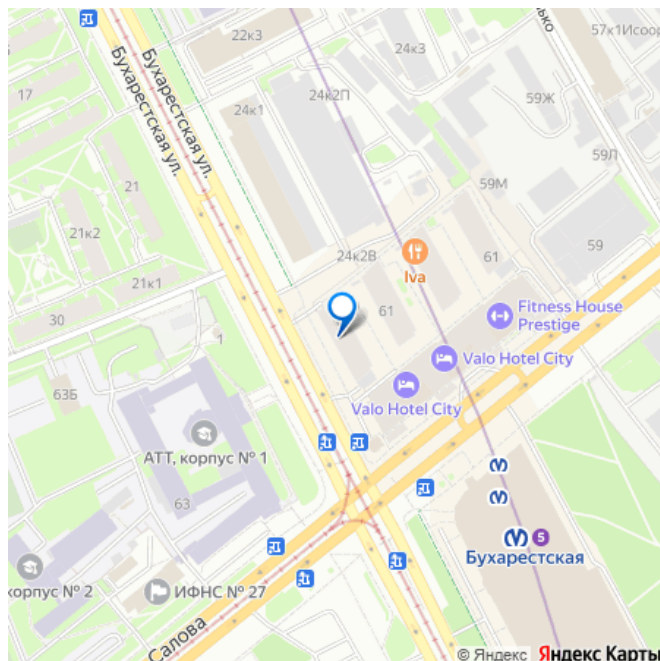 22к3
24к3
57к1Исоор
17
Бухарестская ул.
Бухарестская ул.
24к1
24к2П
59Ж
21
59Л
59М
21к2
24к2В
61
59
Iva
21к1
30
61
Fitness House
Prestige
1
Valo Hotel City
63Б
Valo Hotel City
АТТ, корпус № 1
63
5
Бухарестская
корпус № 2
ИФНС № 27
Салова
© Яндекс Яндекс Карты